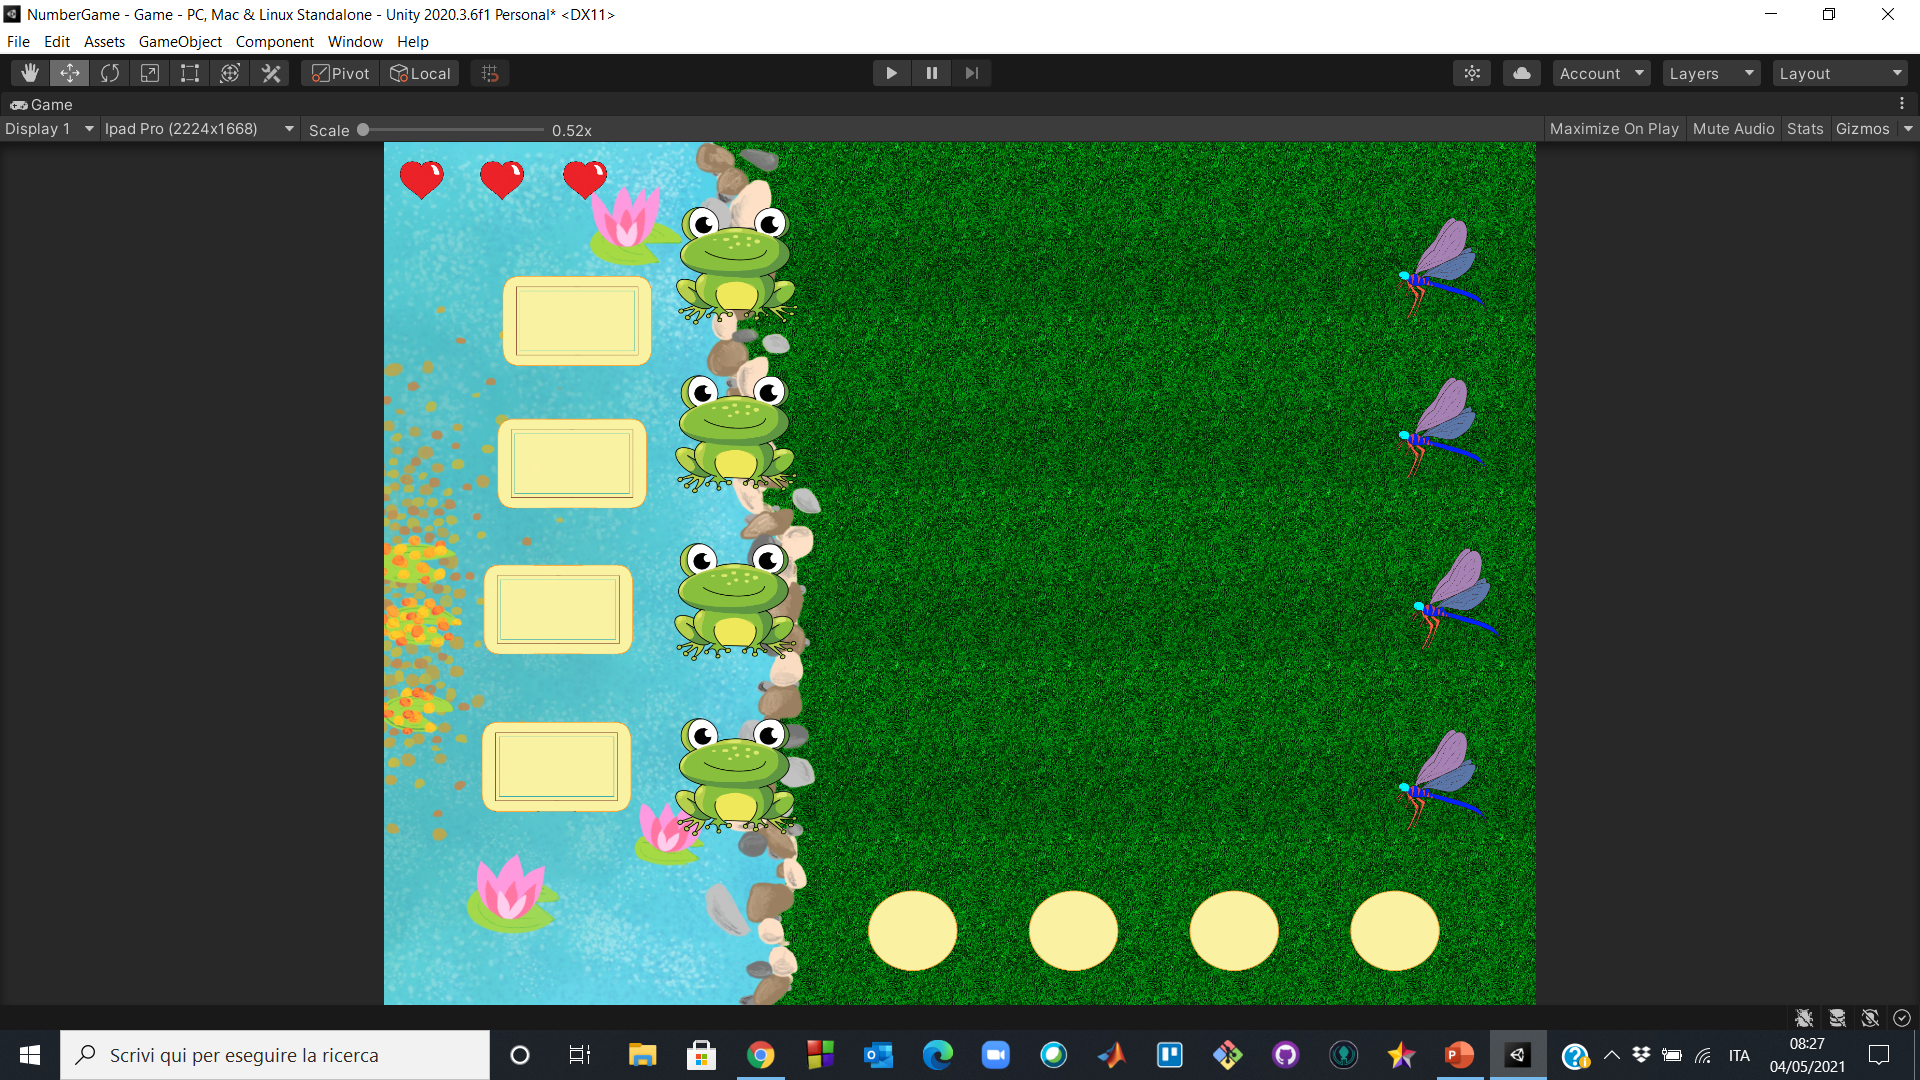 NumberGame - Game - PC, Mac & Linux Standalone - Unity 2020.3.6f1 Personal* <DX11>
File Edit Assets GameObject Component Window Help
Pivot Local Account Layers Layout
Game
Display 1 Ipad Pro (2224x1668) Scale 0.52x Maximize On Play Mute Audio Stats Gizmos
Scrivi qui per eseguire la ricerca
ITA
08:27
04/05/2021